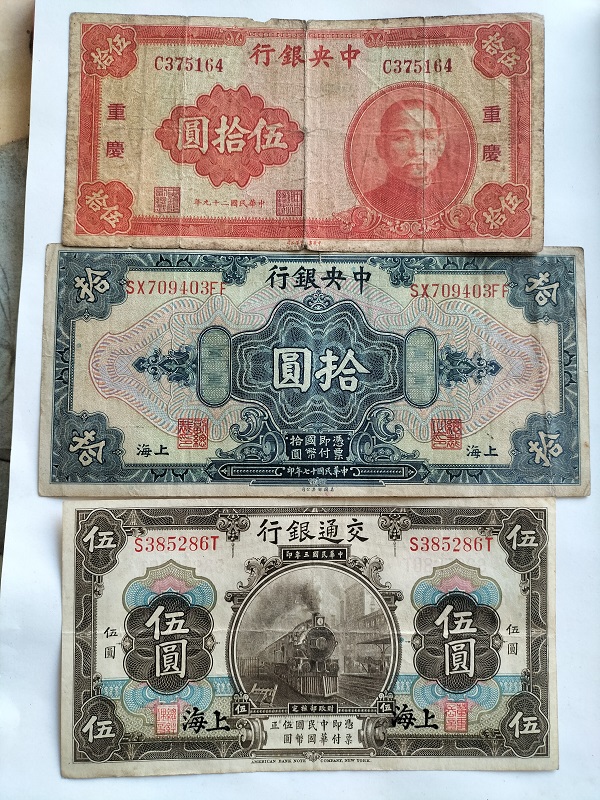 中央銀行
伍拾
伍拾
C375164
C375164
重慶
重慶
伍拾圓
中華民國二十九年
伍拾
伍拾
中央銀行
拾
拾
SX709403FF
SX709403FF
拾圓
上海
上海
憑票即付國幣拾圓
中華民國十七年印
拾
拾
交通銀行
伍
伍
中華民國三年印
S385286T
S385286T
伍圓
伍圓
伍圓
伍圓
伍
伍
上海
上海
憑票即付中華民國國幣伍圓正
伍
伍
AMERICAN BANK NOTE COMPANY, NEW YORK.